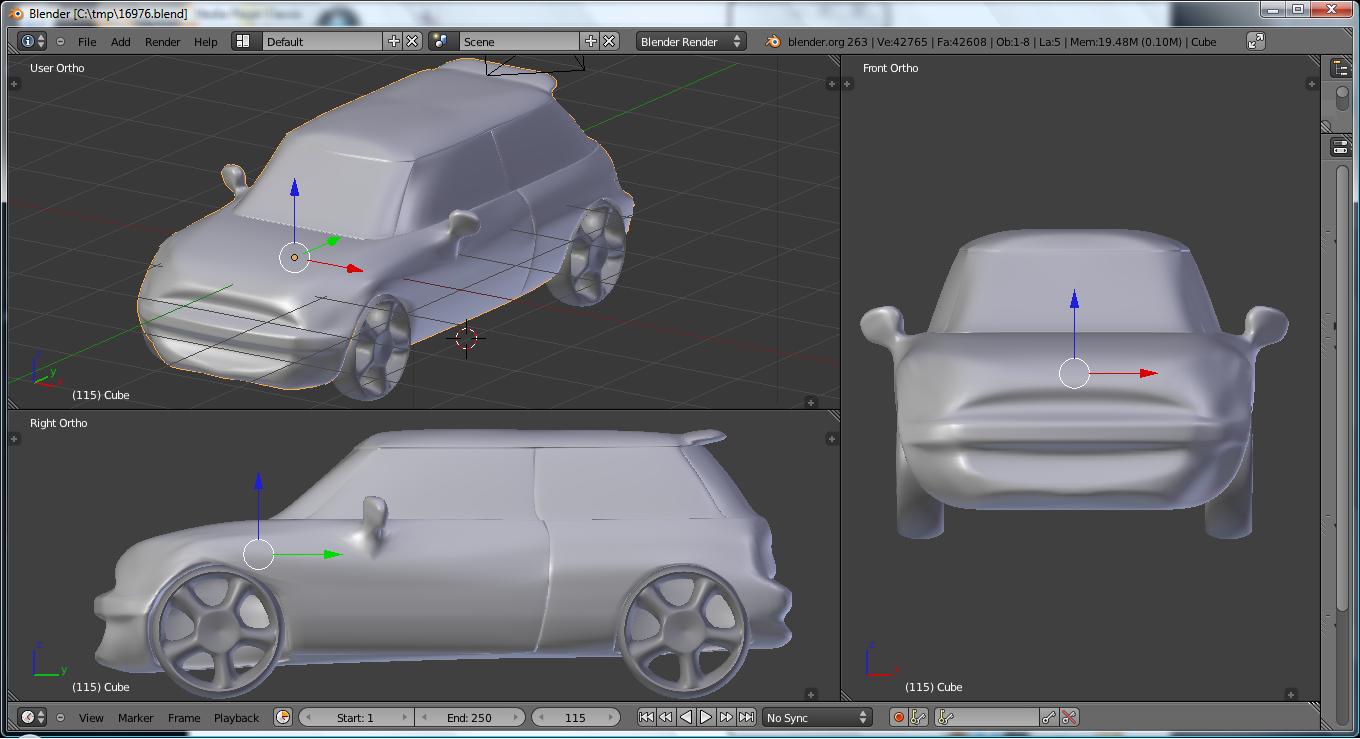 Blender [C:\tmp\16976.blend]
File Add Render Help Default Scene Blender Render blender.org 263 | Ve:42765 | Fa:42608 | Ob:1-8 | La:5 | Mem:19.48M (0.10M) | Cube
User Ortho
z
y
x
(115) Cube
Right Ortho
z
y
(115) Cube
Front Ortho
z
x
(115) Cube
View Marker Frame Playback Start: 1 End: 250 115 No Sync